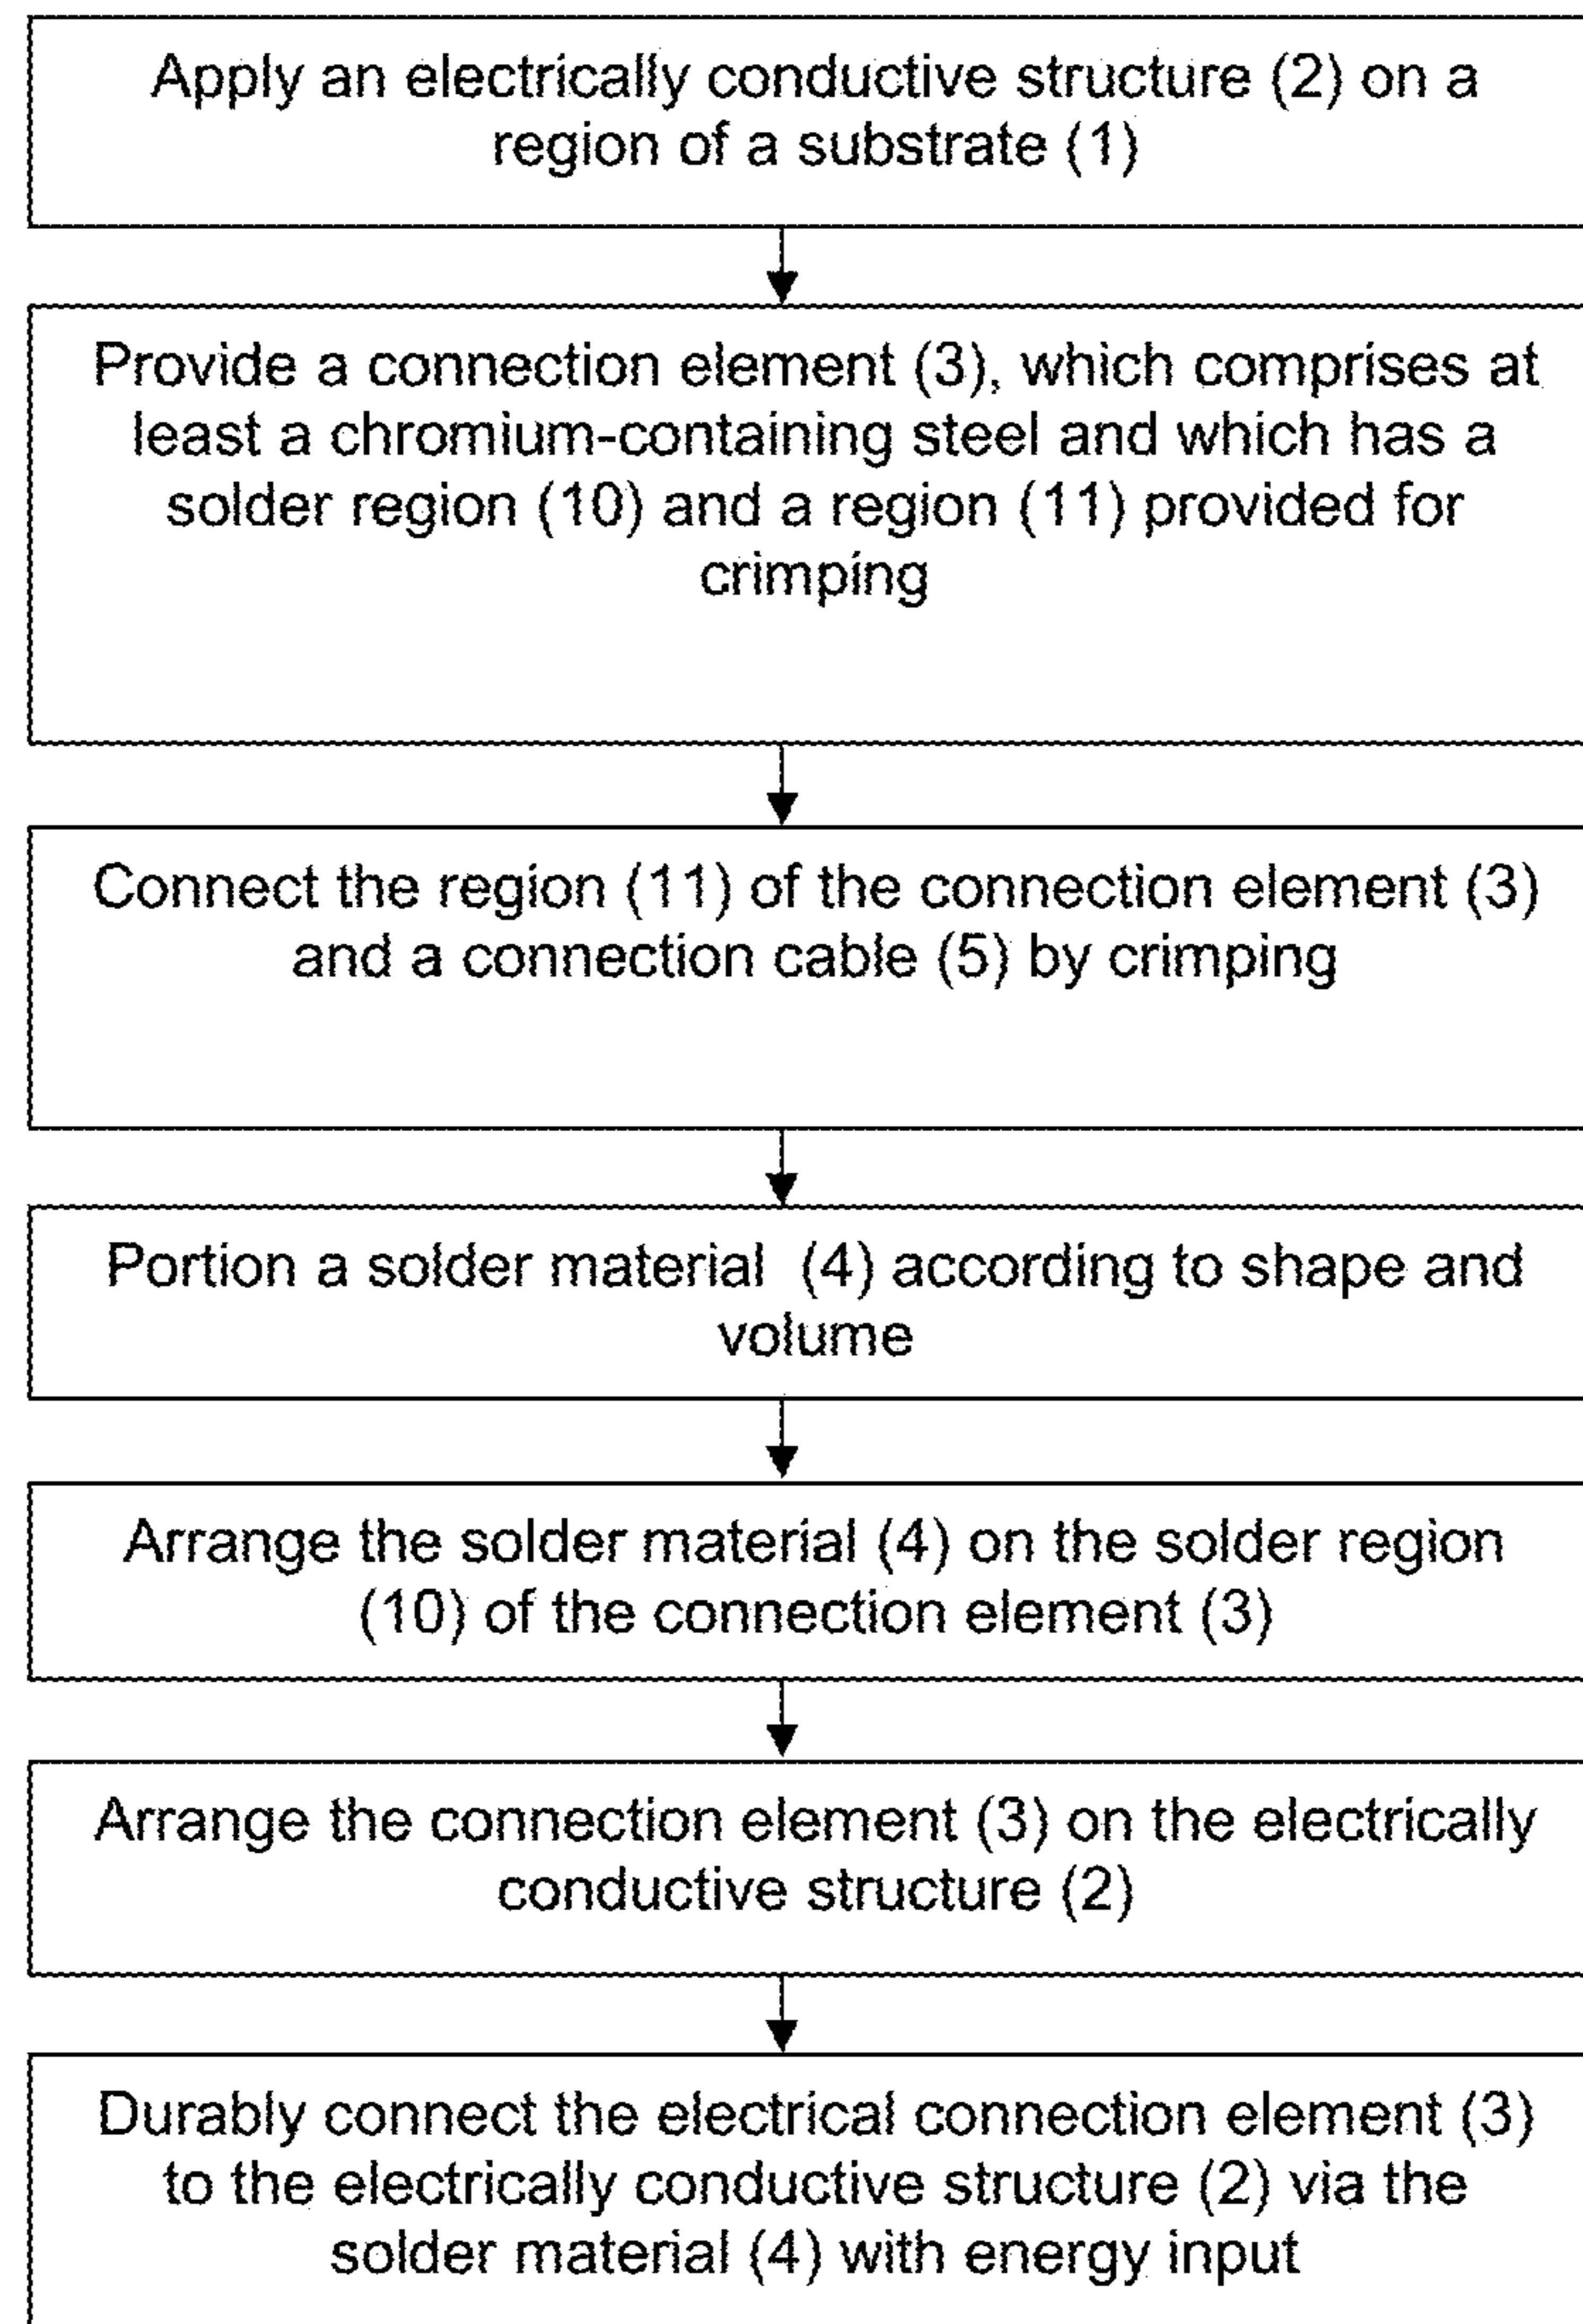 Apply an electrically conductive structure (2) on a
region of a substrate (1)
Provide a connection element (3), which comprises at
least a chromium-containing steel and which has a
solder region (10) and a region (11) provided for
crimping
Connect the region (11) of the connection element (3)
and a connection cable (5) by crimping
Portion a solder material (4) according to shape and
volume
Arrange the solder material (4) on the solder region
(10) of the connection element (3)
Arrange the connection element (3) on the electrically
conductive structure (2)
Durably connect the electrical connection element (3)
to the electrically conductive structure (2) via the
solder material (4) with energy input